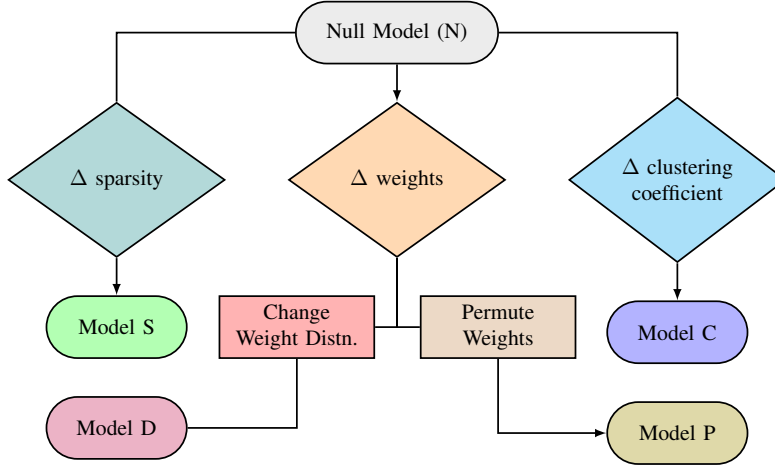 Null Model (N)
Δ sparsity
Δ weights
Δ clustering
coefficient
Model S
Change
Weight Distn.
Permute
Weights
Model C
Model D
Model P